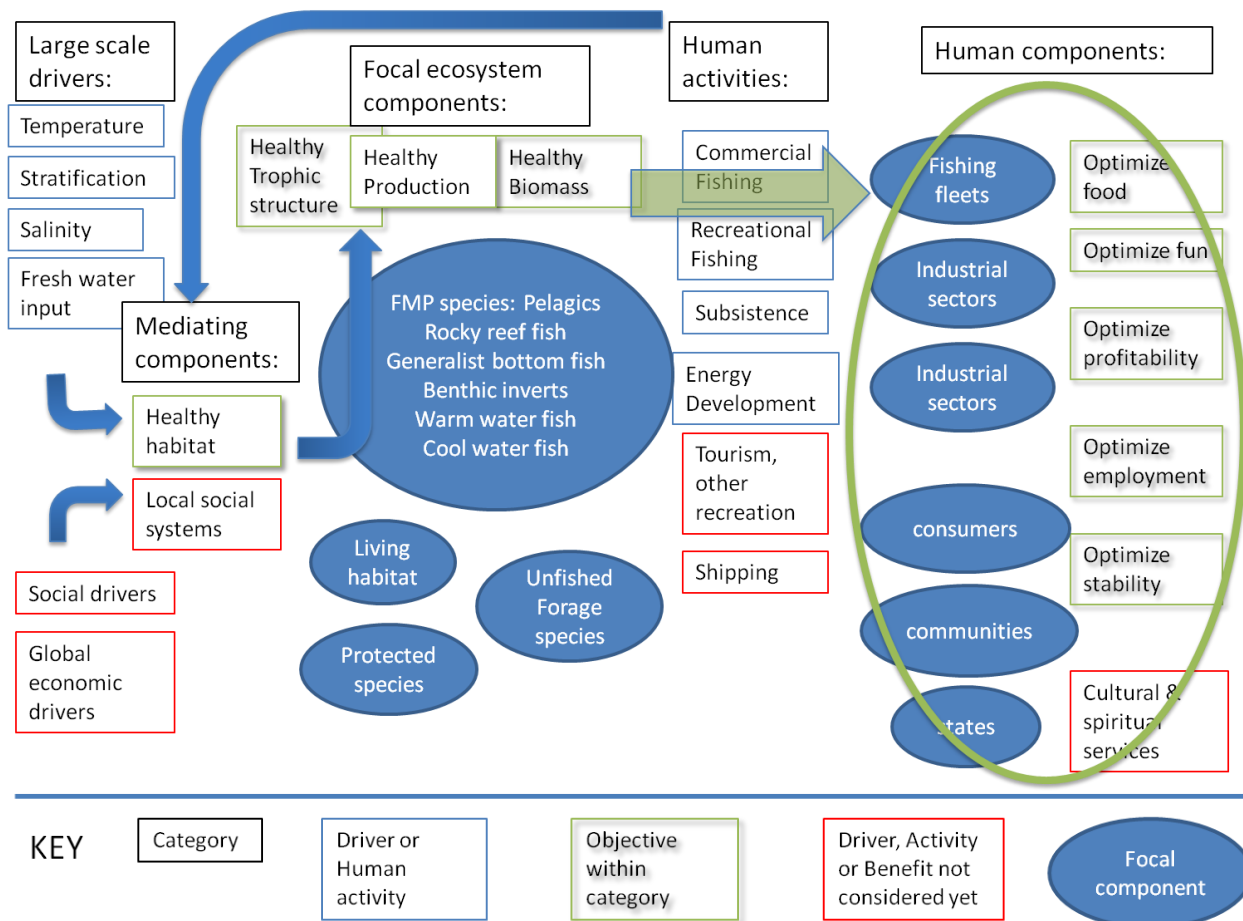 Large scale
drivers:
Temperature
Stratification
Salinity
Fresh water
input
Mediating
components:
Healthy
habitat
Local social
systems
Social drivers
Global
economic
drivers
Focal ecosystem
components:
Healthy
Trophic
structure
Healthy
Production
Healthy
Biomass
FMP species: Pelagics
Rocky reef fish
Generalist bottom fish
Benthic inverts
Warm water fish
Cool water fish
Living
habitat
Unfished
Forage
species
Protected
species
Human
activities:
Commercial
Fishing
Recreational
Fishing
Subsistence
Energy
Development
Tourism,
other
recreation
Shipping
Human components:
Fishing
fleets
Industrial
sectors
Industrial
sectors
consumers
communities
states
Optimize
food
Optimize fun
Optimize
profitability
Optimize
employment
Optimize
stability
Cultural &
spiritual
services
KEY
Category
Driver or
Human
activity
Objective
within
category
Driver, Activity
or Benefit not
considered yet
Focal
component